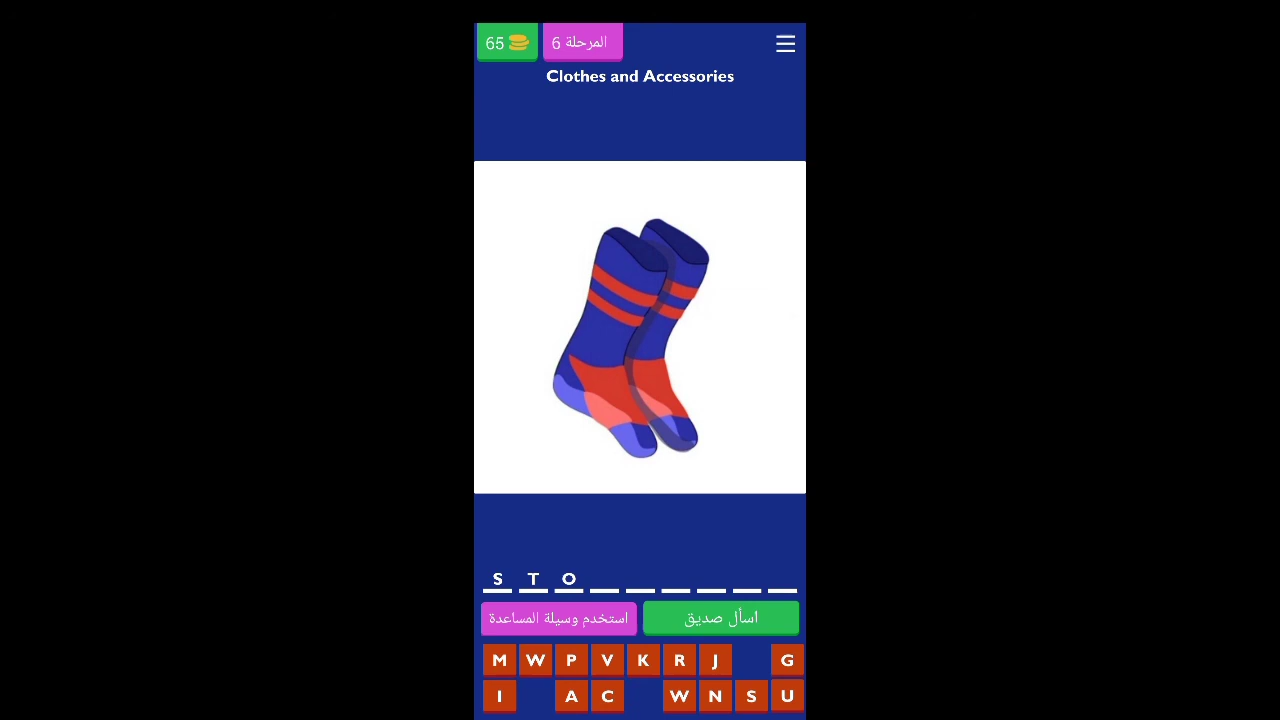 65 المرحلة 6
Clothes and Accessories
S T O
استخدم وسيلة المساعدة اسأل صديق
M W P V K R J G
I A C W N S U